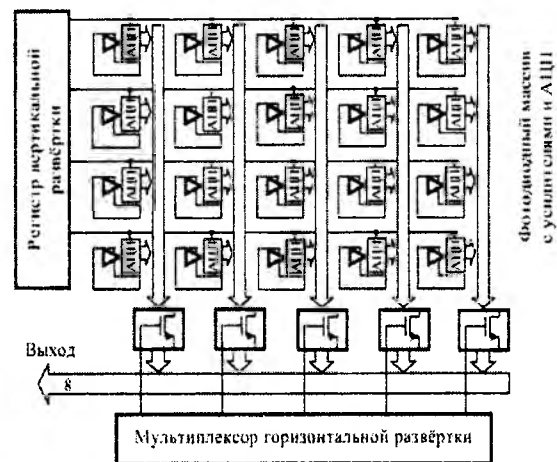 Регистр вертикальной
развёртки
АЦП АЦП АЦП АЦП АЦП
АЦП АЦП АЦП АЦП АЦП
АЦП АЦП АЦП АЦП АЦП
АЦП АЦП АЦП АЦП АЦП
Фотодиодный массив
с усилителями и АЦП
Выход
8
Мультиплексор горизонтальной развёртки